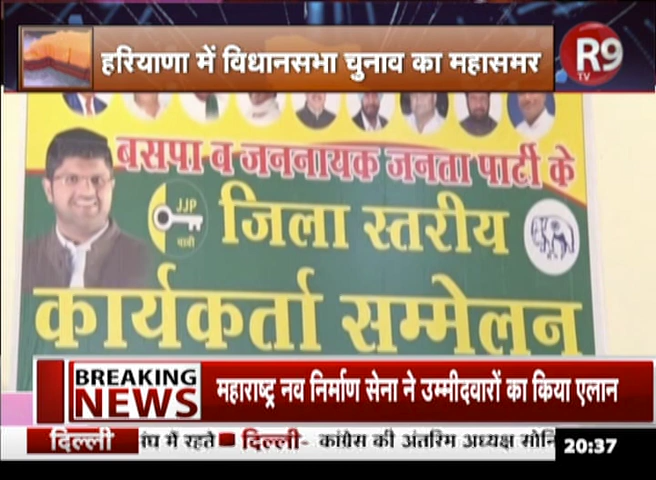 हरियाणा में विधानसभा चुनाव का महासमर
R9
TV
बसपा व जननायक जनता पार्टी के
JJP
चाबी
जिला स्तरीय
कार्यकर्ता सम्मेलन
BREAKING
NEWS
महाराष्ट्र नव निर्माण सेना ने उम्मीदवारों का किया एलान
दिल्ली
में रहते ■ दिल्ली- कांग्रेस की अंतरिम अध्यक्ष
20:37